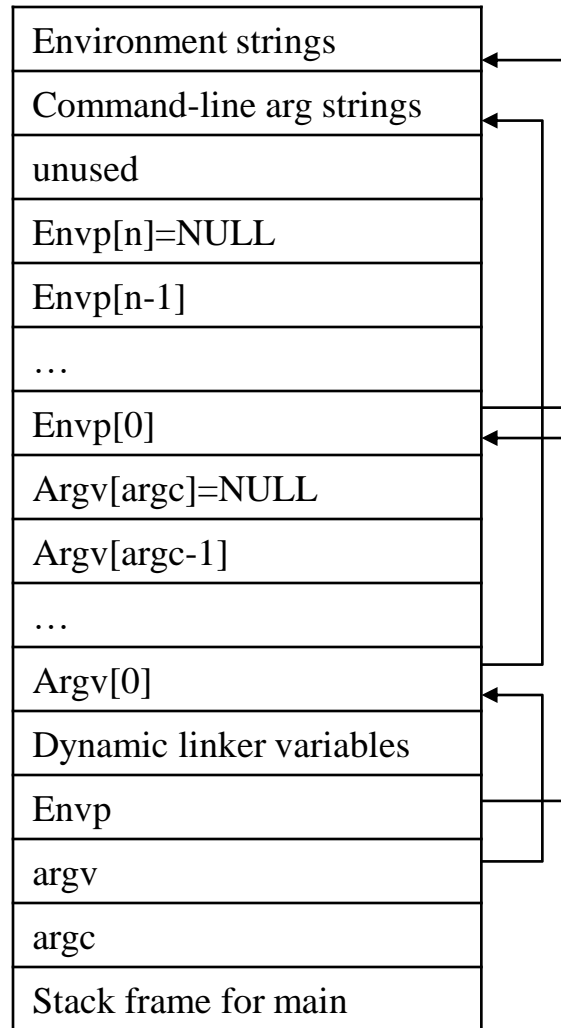 Environment strings
Command-line arg strings
unused
Envp[n]=NULL
Envp[n-1]
…
Envp[0]
Argv[argc]=NULL
Argv[argc-1]
…
Argv[0]
Dynamic linker variables
Envp
argv
argc
Stack frame for main